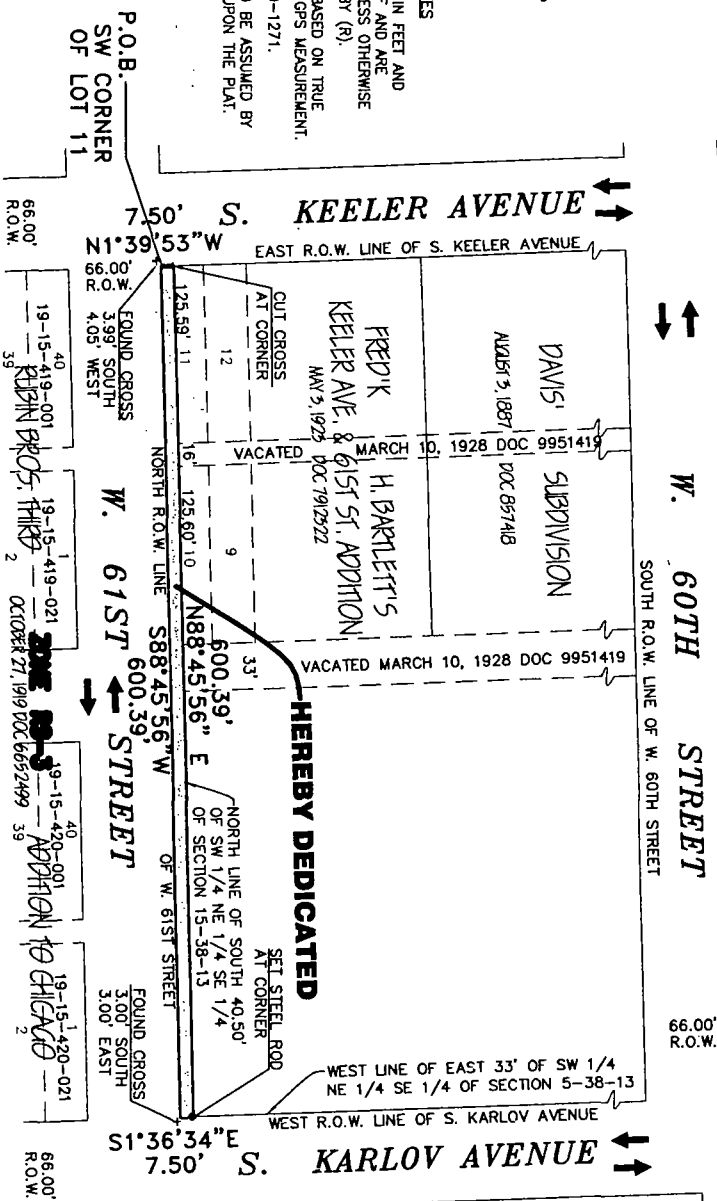 ES
IN FEET AND
F AND ARE
ESS OTHERWISE
BY (R).
BASED ON TRUE
GPS MEASUREMENT.
-1271.
BE ASSUMED BY
UPON THE PLAT.
P.O.B.
SW CORNER
OF LOT 11
S. KEELER AVENUE
7.50'
N1°39'53"W
EAST R.O.W. LINE OF S. KEELER AVENUE
66.00'
R.O.W.
66.00'
R.O.W.
CUT CROSS
AT CORNER
FOUND CROSS
3.99' SOUTH
4.05' WEST
W. 60TH STREET
SOUTH R.O.W. LINE OF W. 60TH STREET
66.00'
R.O.W.
DAVIS' SUBDIVISION
AUGUST 3, 1887 DOC 857418
FRED'K H. BARTLETT'S
KEELER AVE. & 61ST ST. ADDITION
MAY 3, 1923 DOC 7912522
VACATED MARCH 10, 1928 DOC 9951419
VACATED MARCH 10, 1928 DOC 9951419
12
9
33'
125.59' 11
16'
125.60' 10
N88°45'56" E
600.39'
HEREBY DEDICATED
NORTH LINE OF SOUTH 40.50'
OF SW 1/4 NE 1/4 SE 1/4
OF SECTION 15-38-13
SET STEEL ROD
AT CORNER
NORTH R.O.W. LINE OF W. 61ST STREET
S88°45'56"W
600.39'
W. 61ST STREET
FOUND CROSS
3.00' SOUTH
3.00' EAST
40
19-15-419-001
39
1
19-15-419-021
2
40
19-15-420-001
39
1
19-15-420-021
2
RUBIN BROS. THIRD ADDITION TO CHICAGO
OCTOBER 27, 1919 DOC 6652499
ZONE RS-3
WEST LINE OF EAST 33' OF SW 1/4
NE 1/4 SE 1/4 OF SECTION 5-38-13
WEST R.O.W. LINE OF S. KARLOV AVENUE
S1°36'34"E
7.50'
S. KARLOV AVENUE
66.00'
R.O.W.